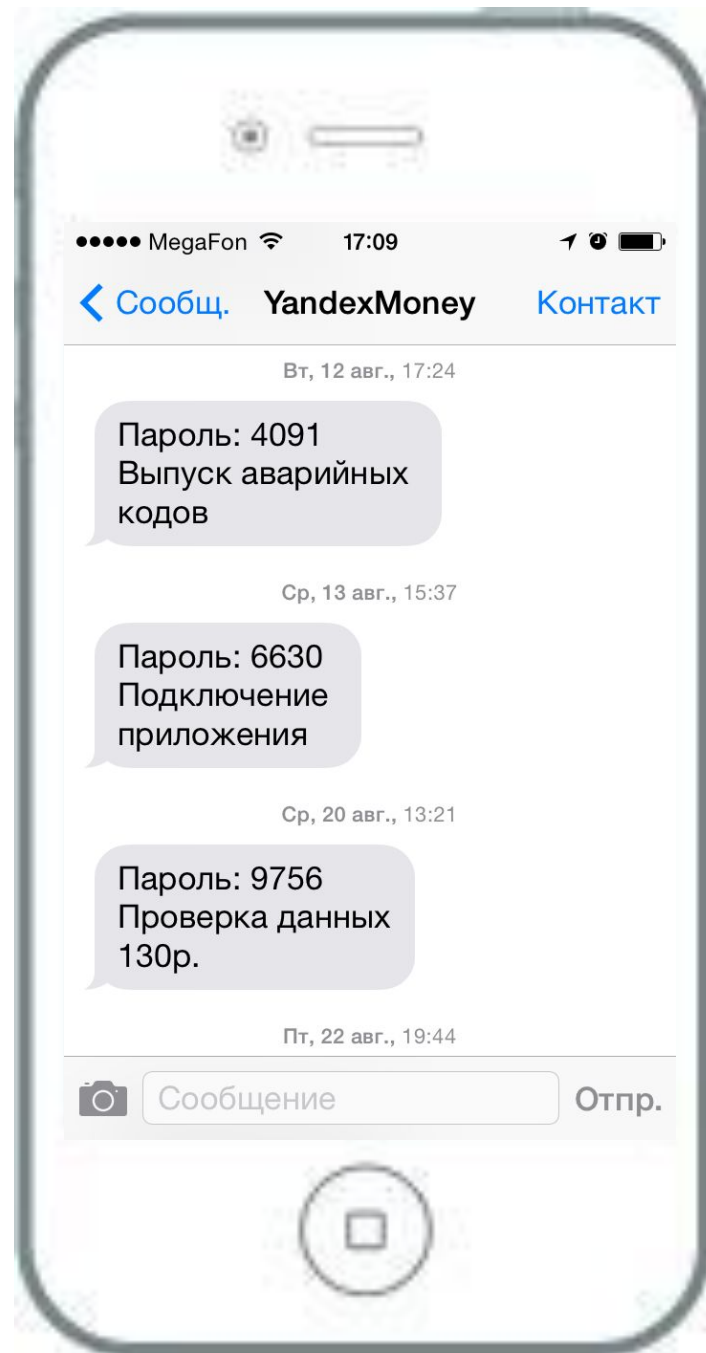 MegaFon 17:09
Сообщ. YandexMoney Контакт
Вт, 12 авг., 17:24
Пароль: 4091
Выпуск аварийных
кодов
Ср, 13 авг., 15:37
Пароль: 6630
Подключение
приложения
Ср, 20 авг., 13:21
Пароль: 9756
Проверка данных
130р.
Пт, 22 авг., 19:44
Сообщение Отпр.